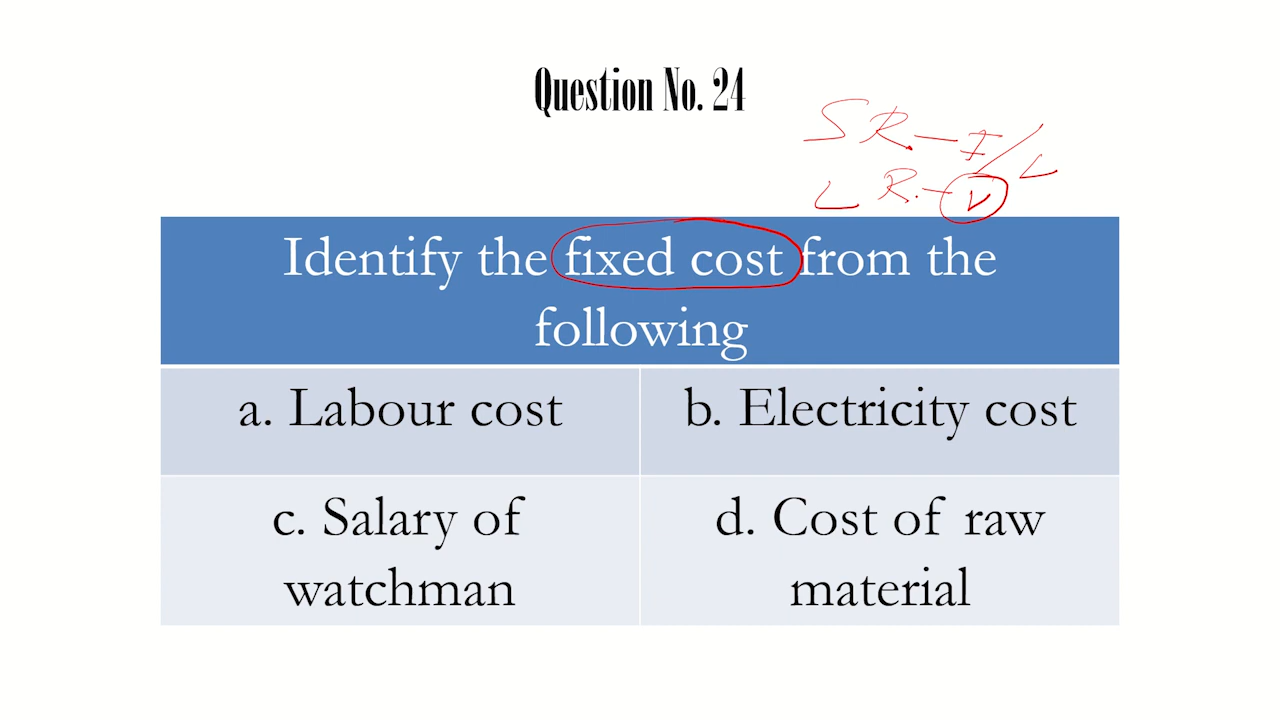 Question No. 24
SR. — F/
L
L R. — V
Identify the fixed cost from the
following
a. Labour cost
b. Electricity cost
c. Salary of
watchman
d. Cost of raw
material